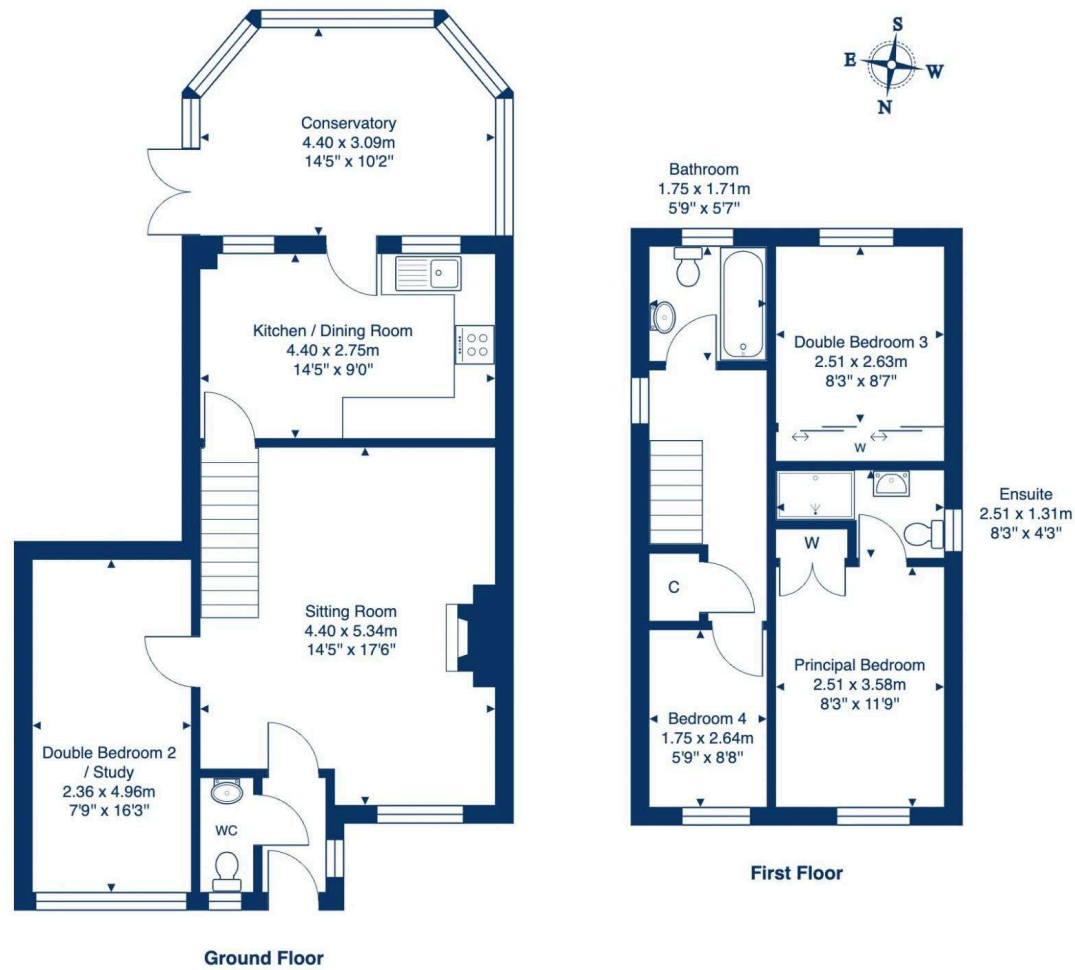 S
E
W
N
Conservatory
4.40 x 3.09m
14'5" x 10'2"
Bathroom
1.75 x 1.71m
5'9" x 5'7"
Kitchen / Dining Room
4.40 x 2.75m
14'5" x 9'0"
Double Bedroom 3
2.51 x 2.63m
8'3" x 8'7"
W
Ensuite
2.51 x 1.31m
8'3" x 4'3"
W
C
Sitting Room
4.40 x 5.34m
14'5" x 17'6"
Principal Bedroom
2.51 x 3.58m
8'3" x 11'9"
Bedroom 4
1.75 x 2.64m
5'9" x 8'8"
Double Bedroom 2
/ Study
2.36 x 4.96m
7'9" x 16'3"
WC
First Floor
Ground Floor